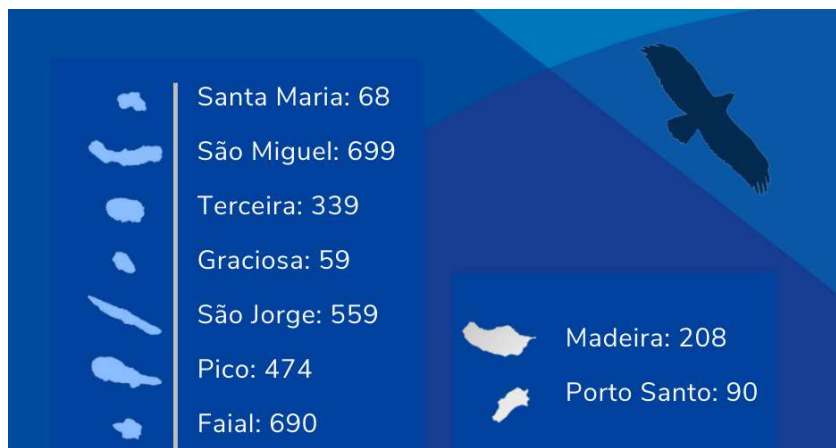 Santa Maria: 68
São Miguel: 699
Terceira: 339
Graciosa: 59
São Jorge: 559
Pico: 474
Faial: 690
Madeira: 208
Porto Santo: 90